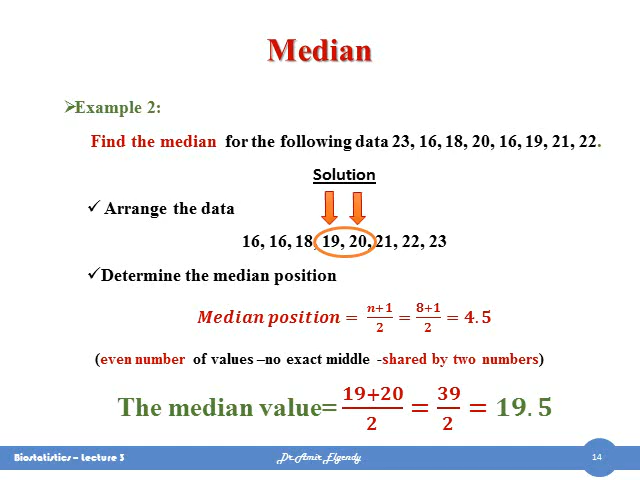 Median
➢Example 2:
Find the median for the following data 23, 16, 18, 20, 16, 19, 21, 22.
Solution
✓ Arrange the data
16, 16, 18, 19, 20, 21, 22, 23
✓Determine the median position
Median position = n+1/2 = 8+1/2 = 4.5
(even number of values –no exact middle -shared by two numbers)
The median value= 19+20/2 = 39/2 = 19.5
Biostatistics – Lecture 3 Dr. Amir Elgendy 14